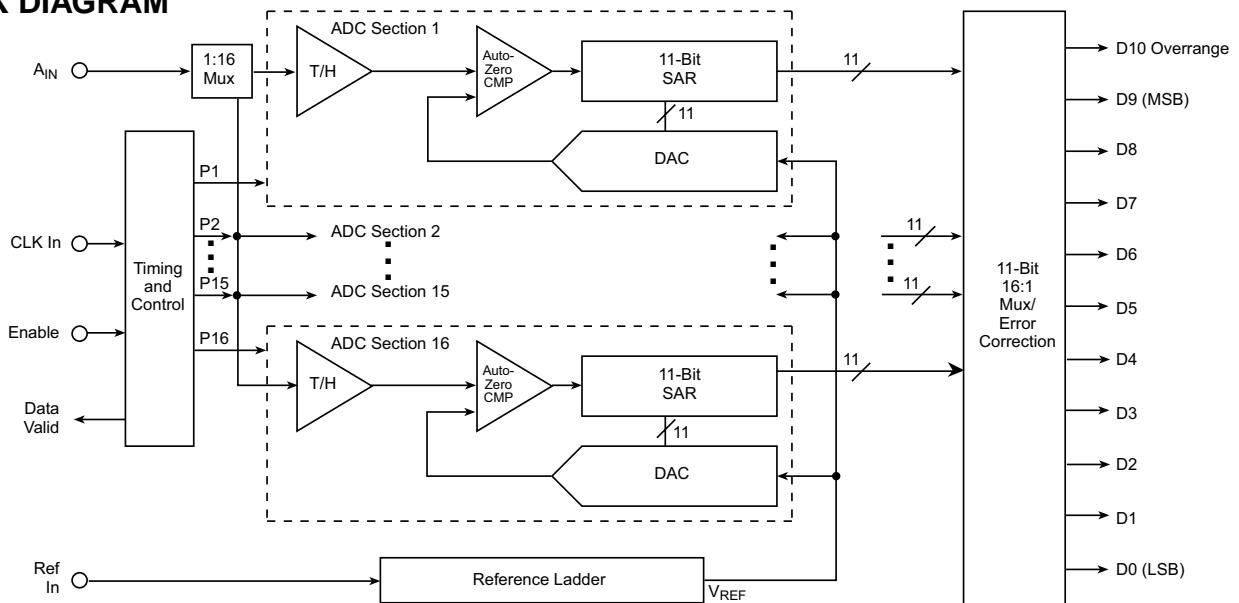 K DIAGRAM
ADC Section 1
AIN
1:16
Mux
T/H
Auto-
Zero
CMP
11-Bit
SAR
11
11
DAC
D10 Overrange
D9 (MSB)
D8
D7
D6
D5
D4
D3
D2
D1
D0 (LSB)
P1
P2
P15
P16
CLK In
Enable
Data
Valid
Timing
and
Control
ADC Section 2
ADC Section 15
11
11
11-Bit
16:1
Mux/
Error
Correction
ADC Section 16
T/H
Auto-
Zero
CMP
11-Bit
SAR
11
11
DAC
Ref
In
Reference Ladder
VREF